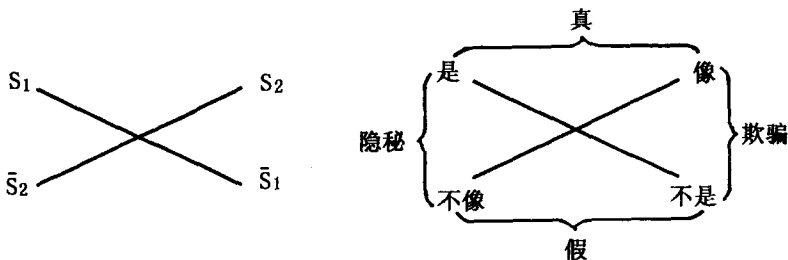 真
S₁ S₂ 是 像
隐秘 欺骗
S̄₂ S̄₁ 不像 不是
假